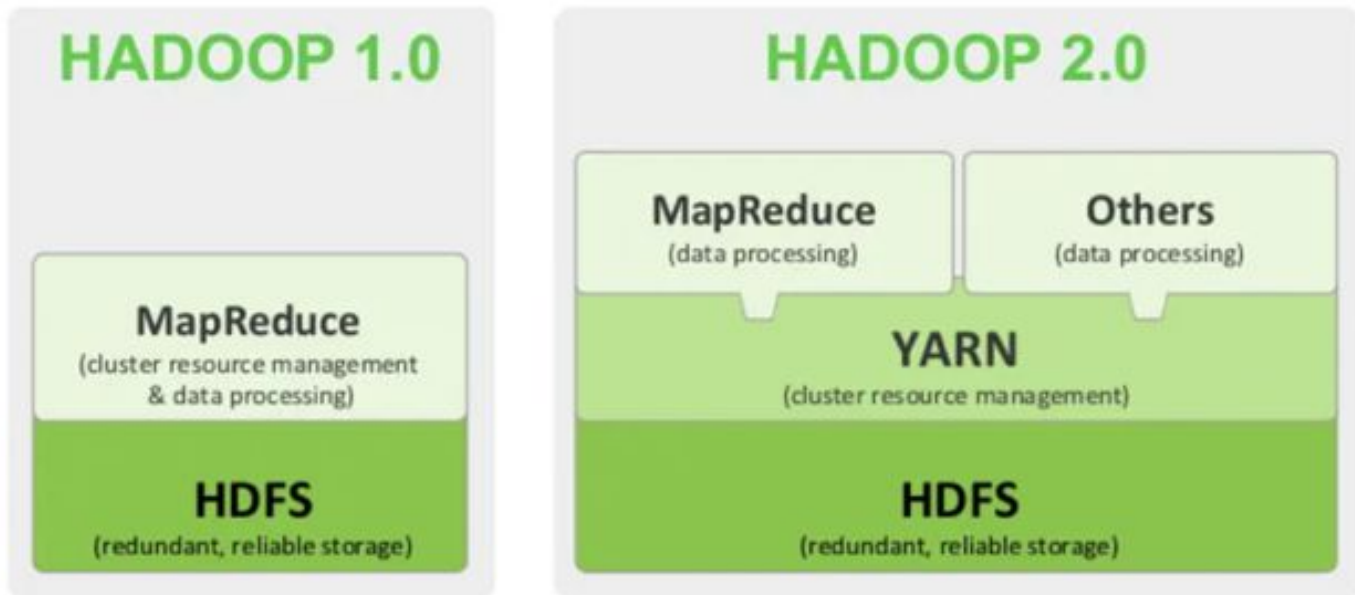 HADOOP 1.0
MapReduce
(cluster resource management
& data processing)
HDFS
(redundant, reliable storage)
HADOOP 2.0
MapReduce
(data processing)
Others
(data processing)
YARN
(cluster resource management)
HDFS
(redundant, reliable storage)